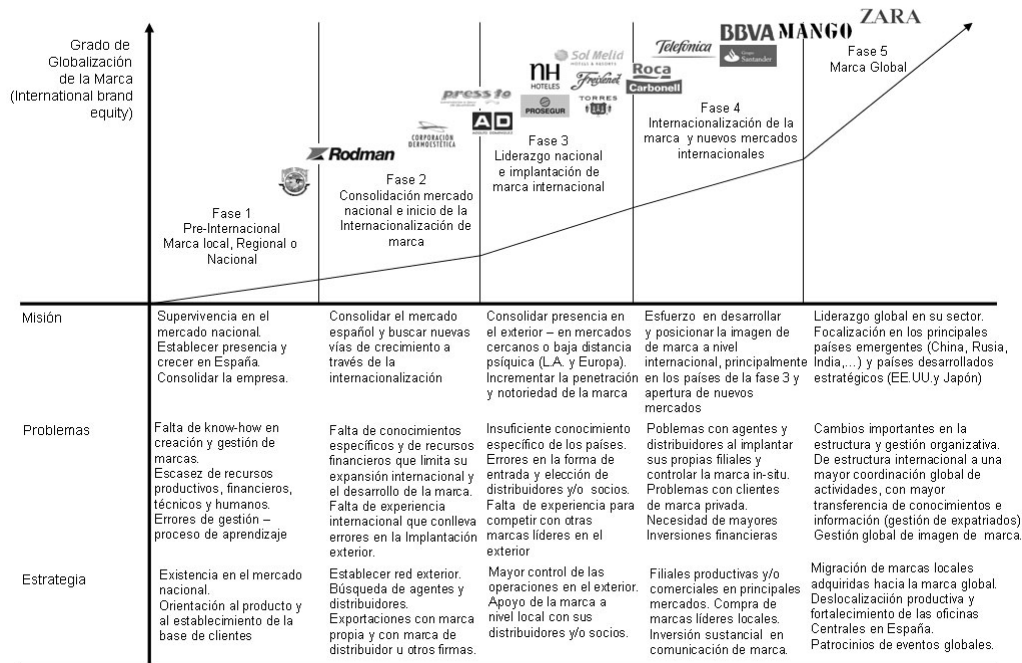 Grado de
Globalización
de la Marca
(International brand
equity)
ZARA
BBVA
MANGO
Telefónica
Grupo
Santander
Sol Meliá
HOTELES & RESORTS
nH
HOTELES
Freixenet
Roca
Carbonell
pressto
PROSEGUR
TORRES
AD
ADOLFO DOMINGUEZ
CORPORACIÓN
DERMOESTÉTICA
Rodman
Fase 1
Pre-Internacional
Marca local, Regional o
Nacional
Fase 2
Consolidación mercado
nacional e inicio de la
Internacionalización de
marca
Fase 3
Liderazgo nacional
e implantación de
marca internacional
Fase 4
Internacionalización de la
marca y nuevos mercados
internacionales
Fase 5
Marca Global
Misión
Supervivencia en el
mercado nacional.
Establecer presencia y
crecer en España.
Consolidar la empresa.
Consolidar el mercado
español y buscar nuevas
vías de crecimiento a
través de la
internacionalización
Consolidar presencia en
el exterior – en mercados
cercanos o baja distancia
psíquica (L.A. y Europa).
Incrementar la penetración
y notoriedad de la marca
Esfuerzo en desarrollar
y posicionar la imagen de
de marca a nivel
internacional, principalmente
en los países de la fase 3 y
apertura de nuevos
mercados
Liderazgo global en su sector.
Focalización en los principales
países emergentes (China, Rusia,
India,...) y países desarrollados
estratégicos (EE.UU.y Japón)
Problemas
Falta de know-how en
creación y gestión de
marcas.
Escasez de recursos
productivos, financieros,
técnicos y humanos.
Errores de gestión –
proceso de aprendizaje
Falta de conocimientos
específicos y de recursos
financieros que limita su
expansión internacional y
el desarrollo de la marca.
Falta de experiencia
internacional que conlleva
errores en la Implantación
exterior.
Insuficiente conocimiento
específico de los países.
Errores en la forma de
entrada y elección de
distribuidores y/o socios.
Falta de experiencia para
competir con otras
marcas líderes en el
exterior
Poblemas con agentes y
distribuidores al implantar
sus propias filiales y
controlar la marca in-situ.
Problemas con clientes
de marca privada.
Necesidad de mayores
Inversiones financieras
Cambios importantes en la
estructura y gestión organizativa.
De estructura internacional a una
mayor coordinación global de
actividades, con mayor
transferencia de conocimientos e
información (gestión de expatriados)
Gestión global de imagen de marca.
Estrategia
Existencia en el mercado
nacional.
Orientación al producto y
al establecimiento de la
base de clientes
Establecer red exterior.
Búsqueda de agentes y
distribuidores.
Exportaciones con marca
propia y con marca de
distribuidor u otros firmas.
Mayor control de las
operaciones en el exterior.
Apoyo de la marca a
nivel local con sus
distribuidores y/o socios.
Filiales productivas y/o
comerciales en principales
mercados. Compra de
marcas líderes locales.
Inversión sustancial en
comunicación de marca.
Migración de marcas locales
adquiridas hacia la marca global.
Deslocalización productiva y
fortalecimiento de las oficinas
Centrales en España.
Patrocinios de eventos globales.